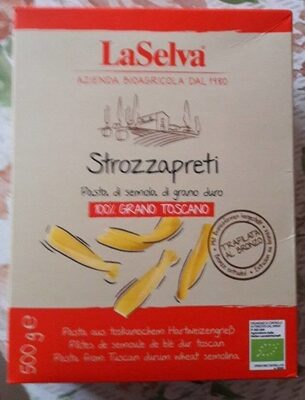 LaSelva
AZIENDA BIOAGRICOLA DAL 1980
Strozzapreti
Pasta di semola di grano duro
100% GRANO TOSCANO
TRAFILATA
AL BRONZO
500g e
Pasta aus toskanischem Hartweizengrieß
Pâtes de semoule de blé dur toscan
Pasta from Tuscan durum wheat semolina